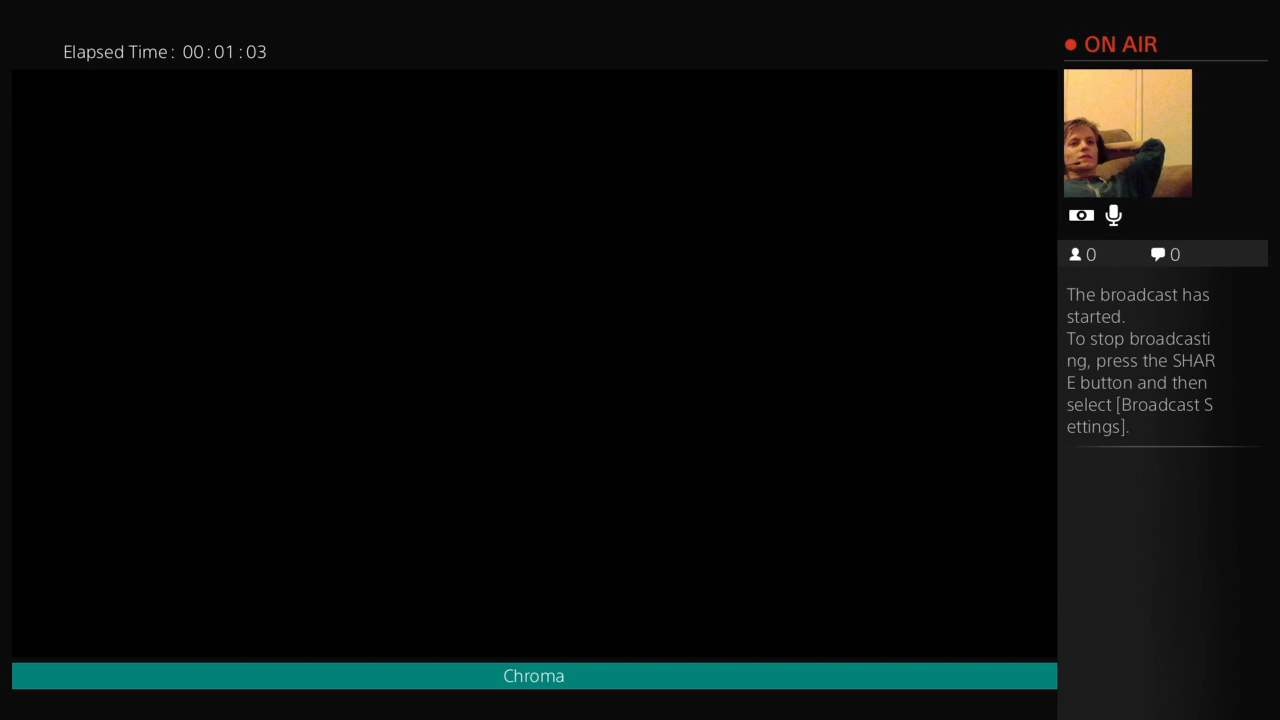 Elapsed Time: 00:01:03
ON AIR
0 0
The broadcast has
started.
To stop broadcasti
ng, press the SHAR
E button and then
select [Broadcast S
ettings].
Chroma